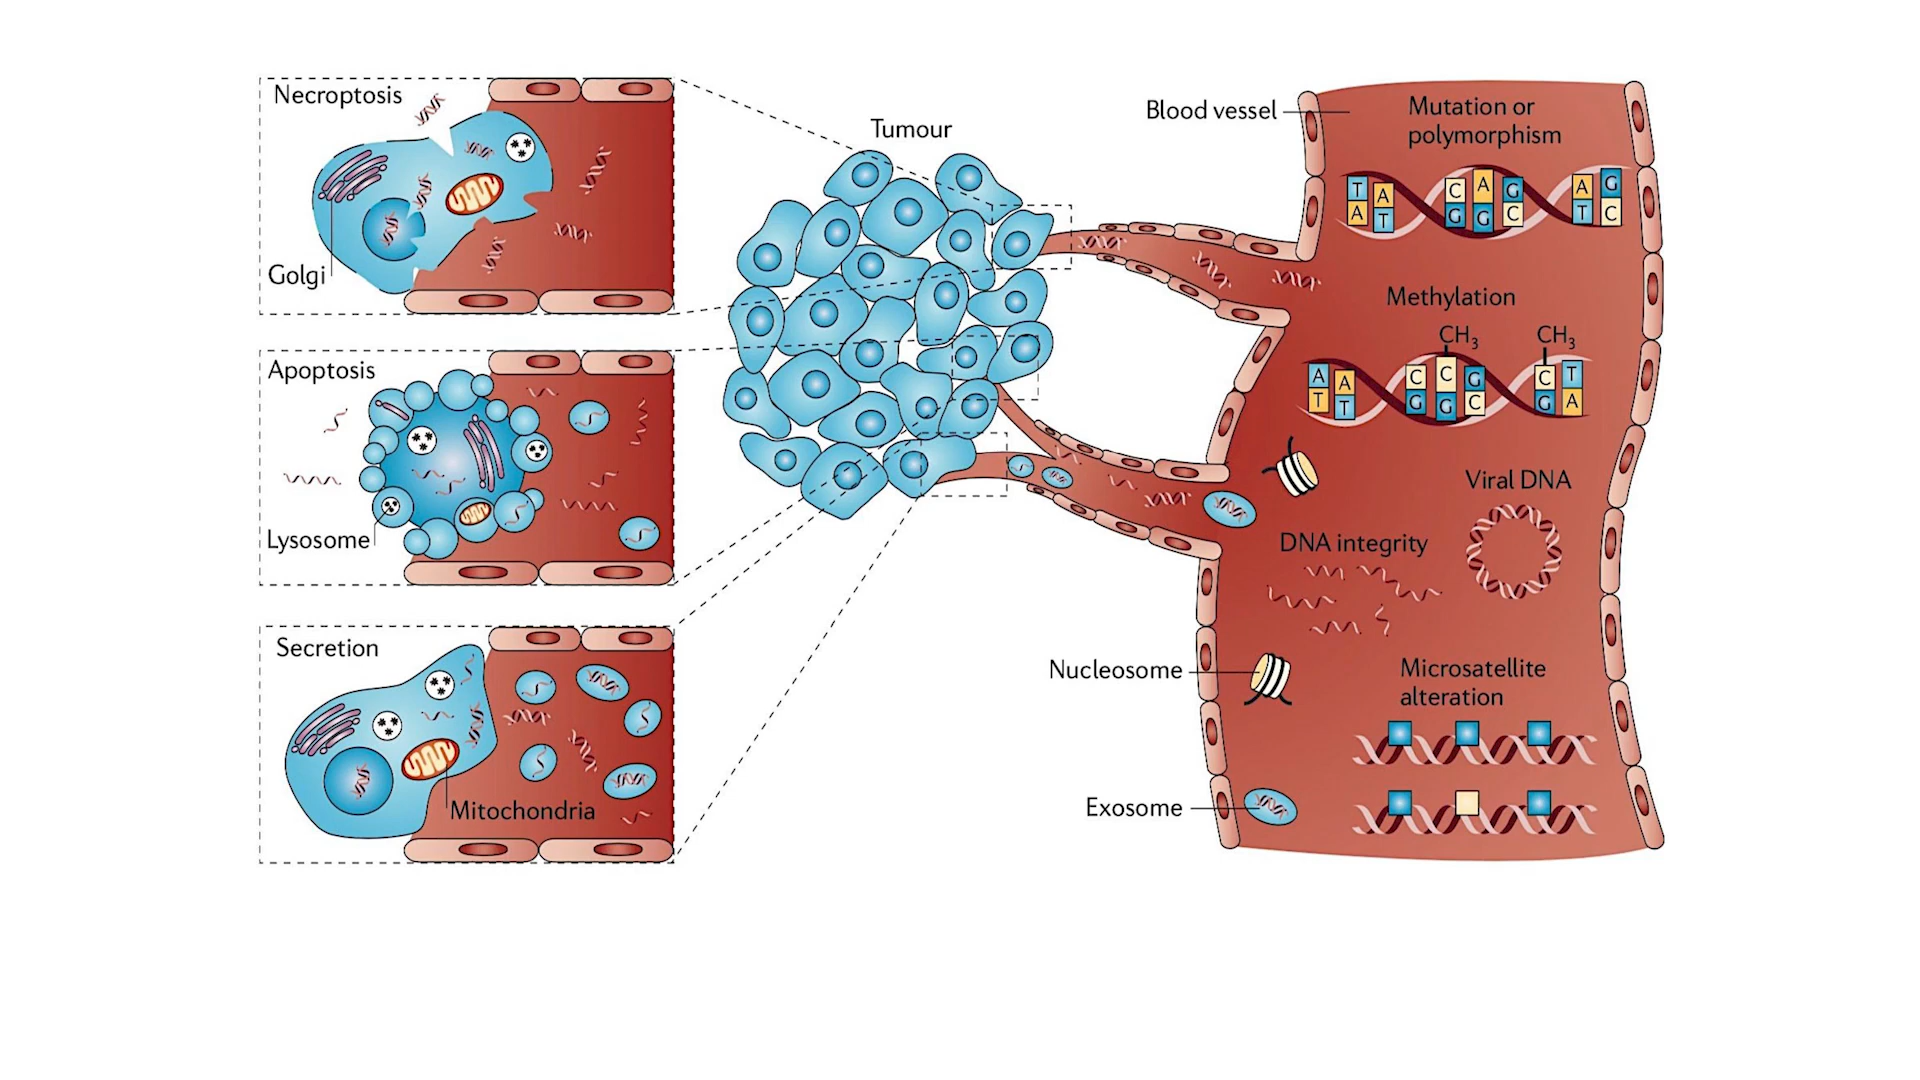 Necroptosis
Golgi
Apoptosis
Lysosome
Secretion
Mitochondria
Tumour
Blood vessel
Mutation or
polymorphism
T A C A G A G
A T G G C T C
Methylation
CH3 CH3
A A C C G C T
T T G G C G A
Viral DNA
DNA integrity
Nucleosome
Microsatellite
alteration
Exosome